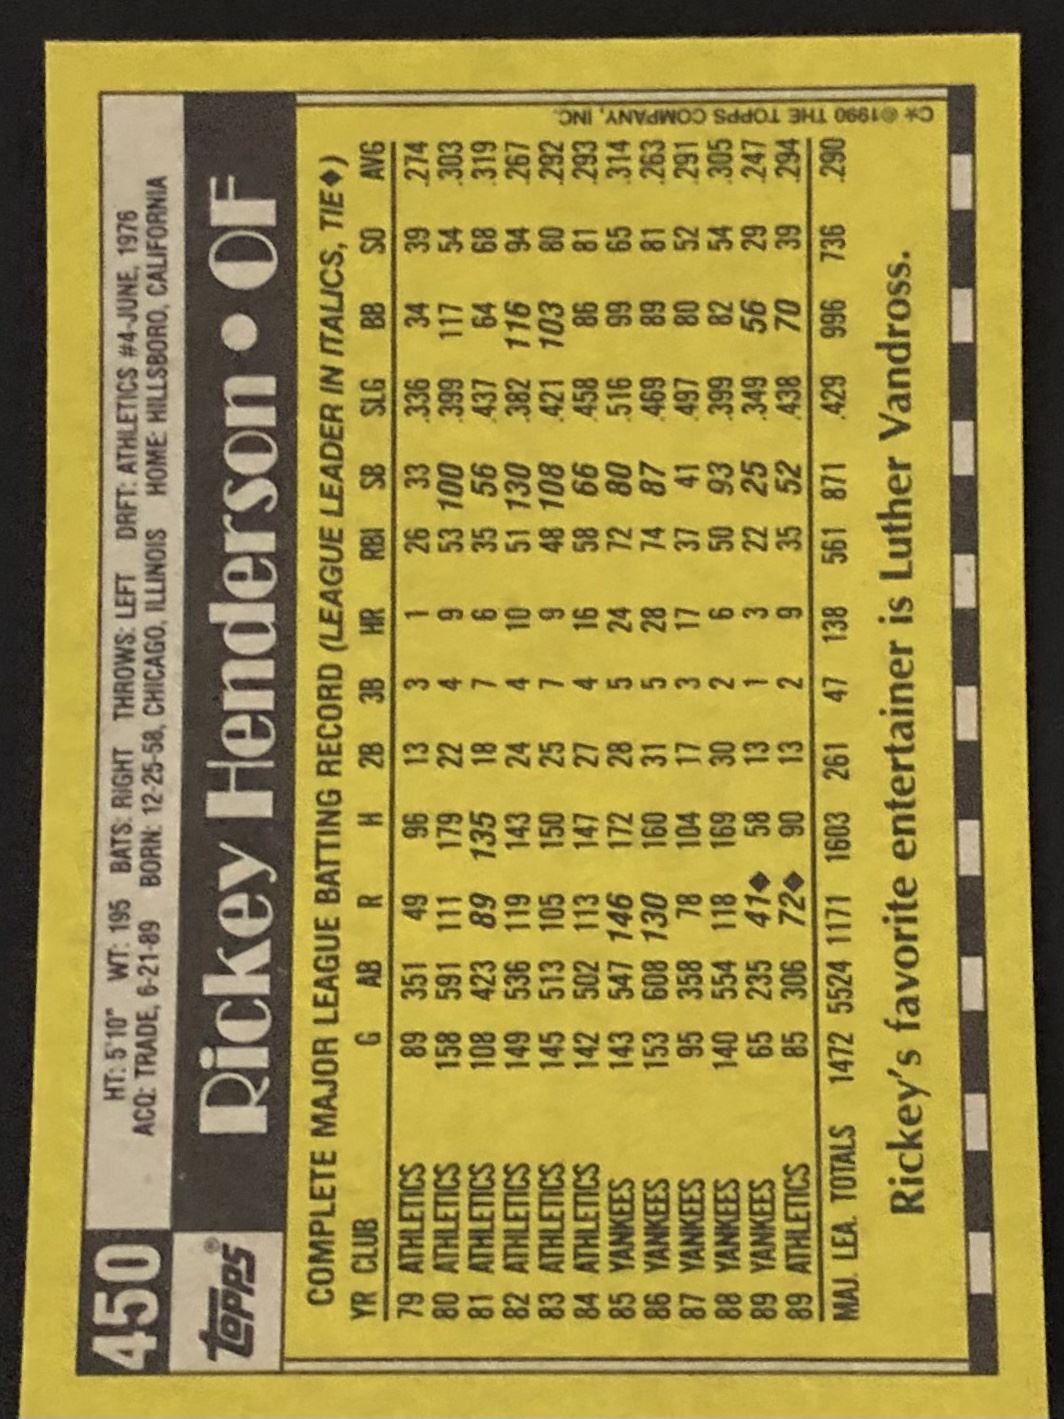 450
HT: 5'10" WT: 195 BATS: RIGHT THROWS: LEFT DRFT: ATHLETICS #4-JUNE, 1976
ACQ: TRADE, 6-21-89 BORN: 12-25-58, CHICAGO, ILLINOIS HOME: HILLSBORO, CALIFORNIA
TOPPS®
Rickey Henderson • OF
COMPLETE MAJOR LEAGUE BATTING RECORD (LEAGUE LEADER IN ITALICS, TIE♦)
YR CLUB G AB R H 2B 3B HR RBI SB SLG BB SO AVG
79 ATHLETICS 89 351 49 96 13 3 1 26 33 .336 34 39 .274
80 ATHLETICS 158 591 111 179 22 4 9 53 100 .399 117 54 .303
81 ATHLETICS 108 423 89 135 18 7 6 35 56 .437 64 68 .319
82 ATHLETICS 149 536 119 143 24 4 10 51 130 .382 116 94 .267
83 ATHLETICS 145 513 105 150 25 7 9 48 108 .421 103 80 .292
84 ATHLETICS 142 502 113 147 27 4 16 58 66 .458 86 81 .293
85 YANKEES 143 547 146 172 28 5 24 72 80 .516 99 65 .314
86 YANKEES 153 608 130 160 31 5 28 74 87 .469 89 81 .263
87 YANKEES 95 358 78 104 17 3 17 37 41 .497 80 52 .291
88 YANKEES 140 554 118 169 30 2 6 50 93 .399 82 54 .305
89 YANKEES 65 235 41♦ 58 13 1 3 22 25 .349 56 29 .247
89 ATHLETICS 85 306 72♦ 90 13 2 9 35 52 .438 70 39 .294
MAJ. LEA. TOTALS 1472 5524 1171 1603 261 47 138 561 871 .429 996 736 .290
Rickey's favorite entertainer is Luther Vandross.
C* ©1990 THE TOPPS COMPANY, INC.